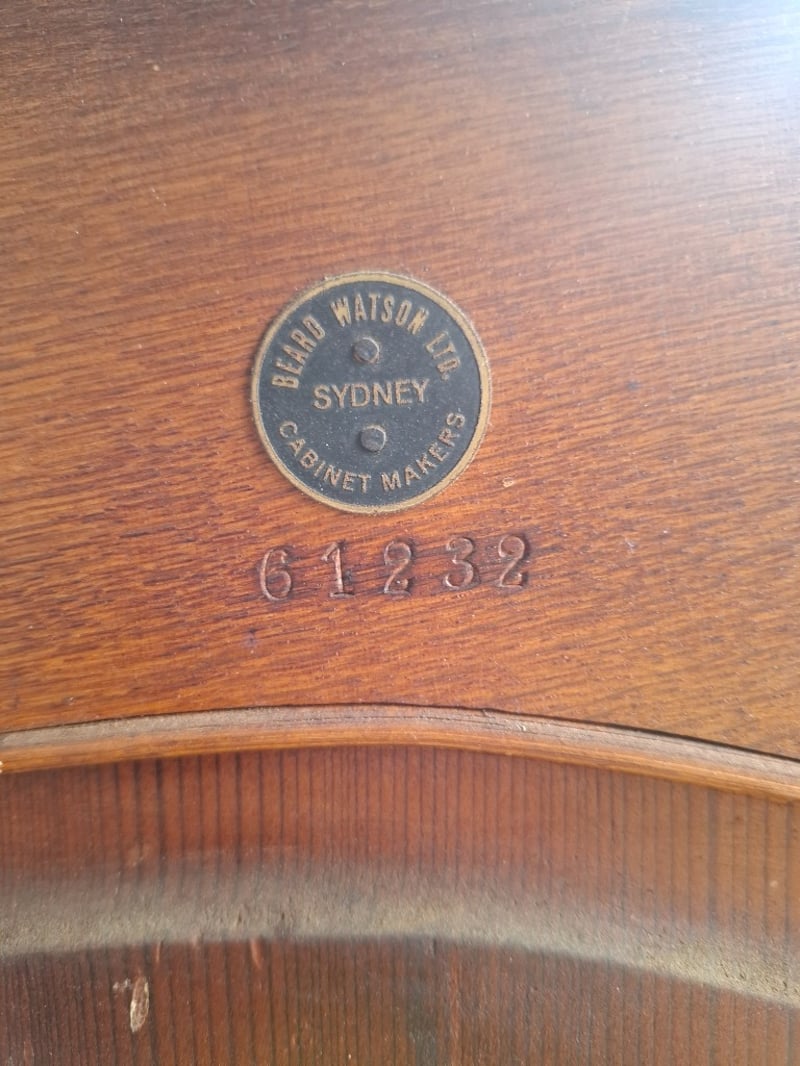 BEARD WATSON LTD.
SYDNEY
CABINET MAKERS
61232